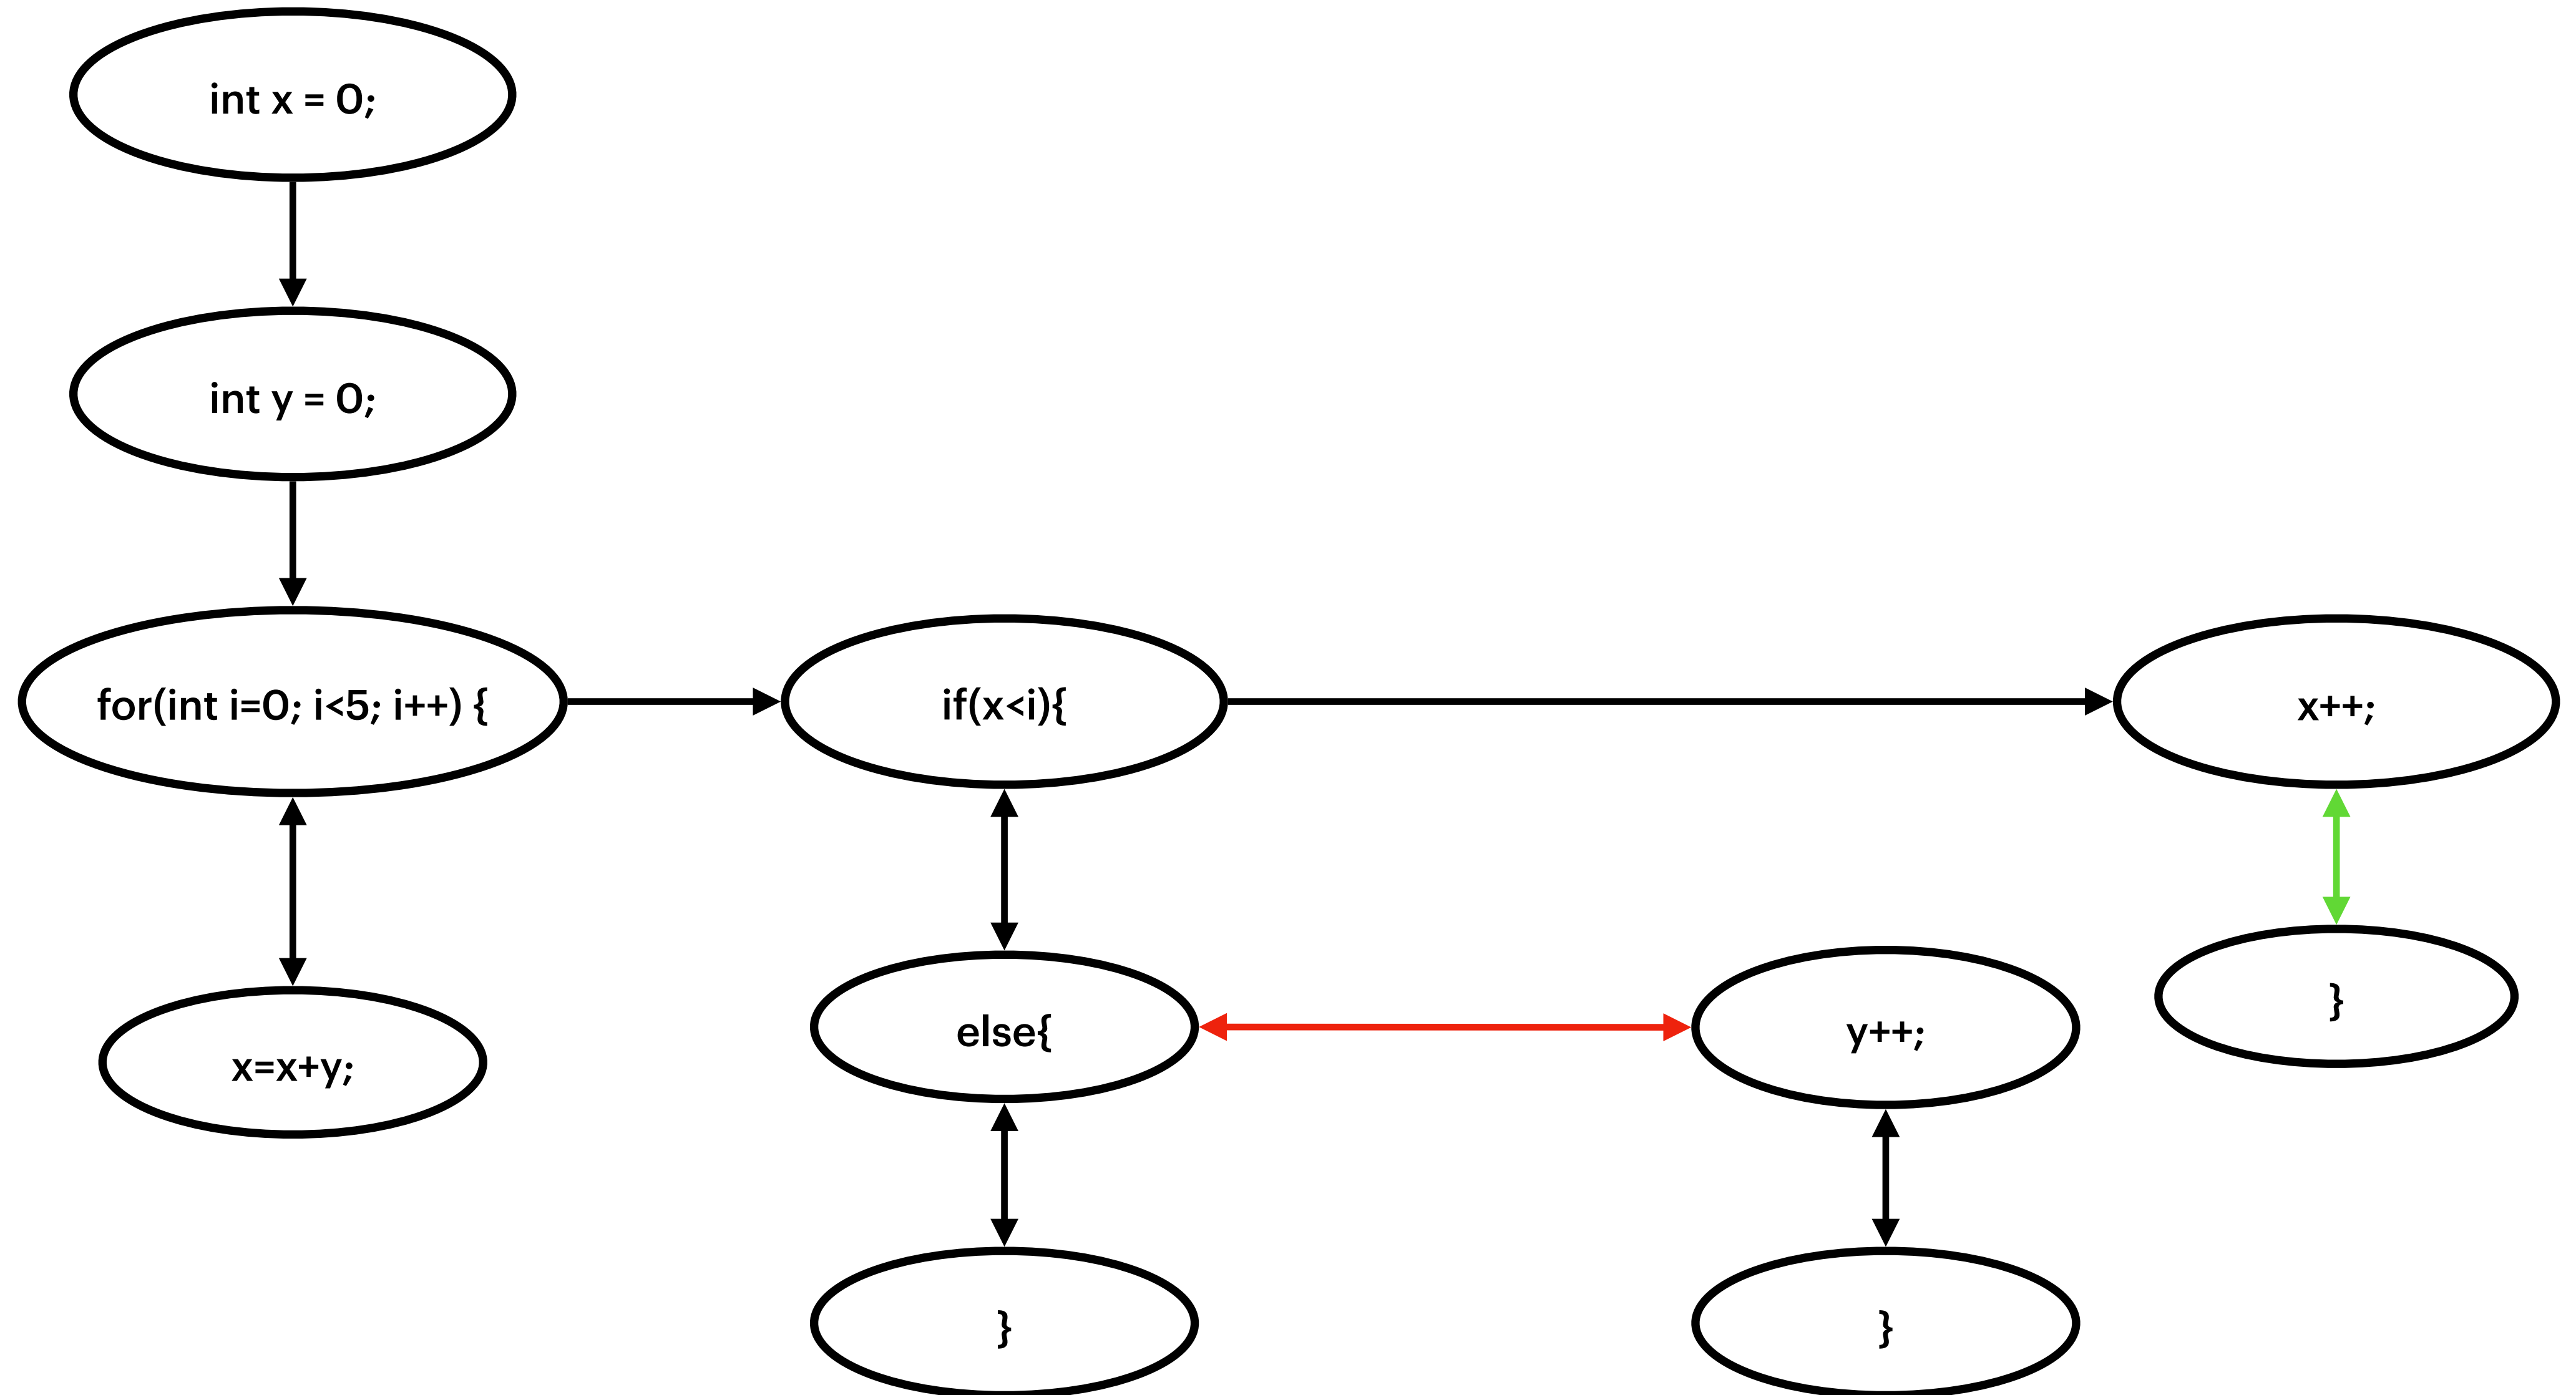 int x = 0;
int y = 0;
for(int i=0; i<5; i++) {
if(x<i){
x++;
}
else{
y++;
}
}
x=x+y;